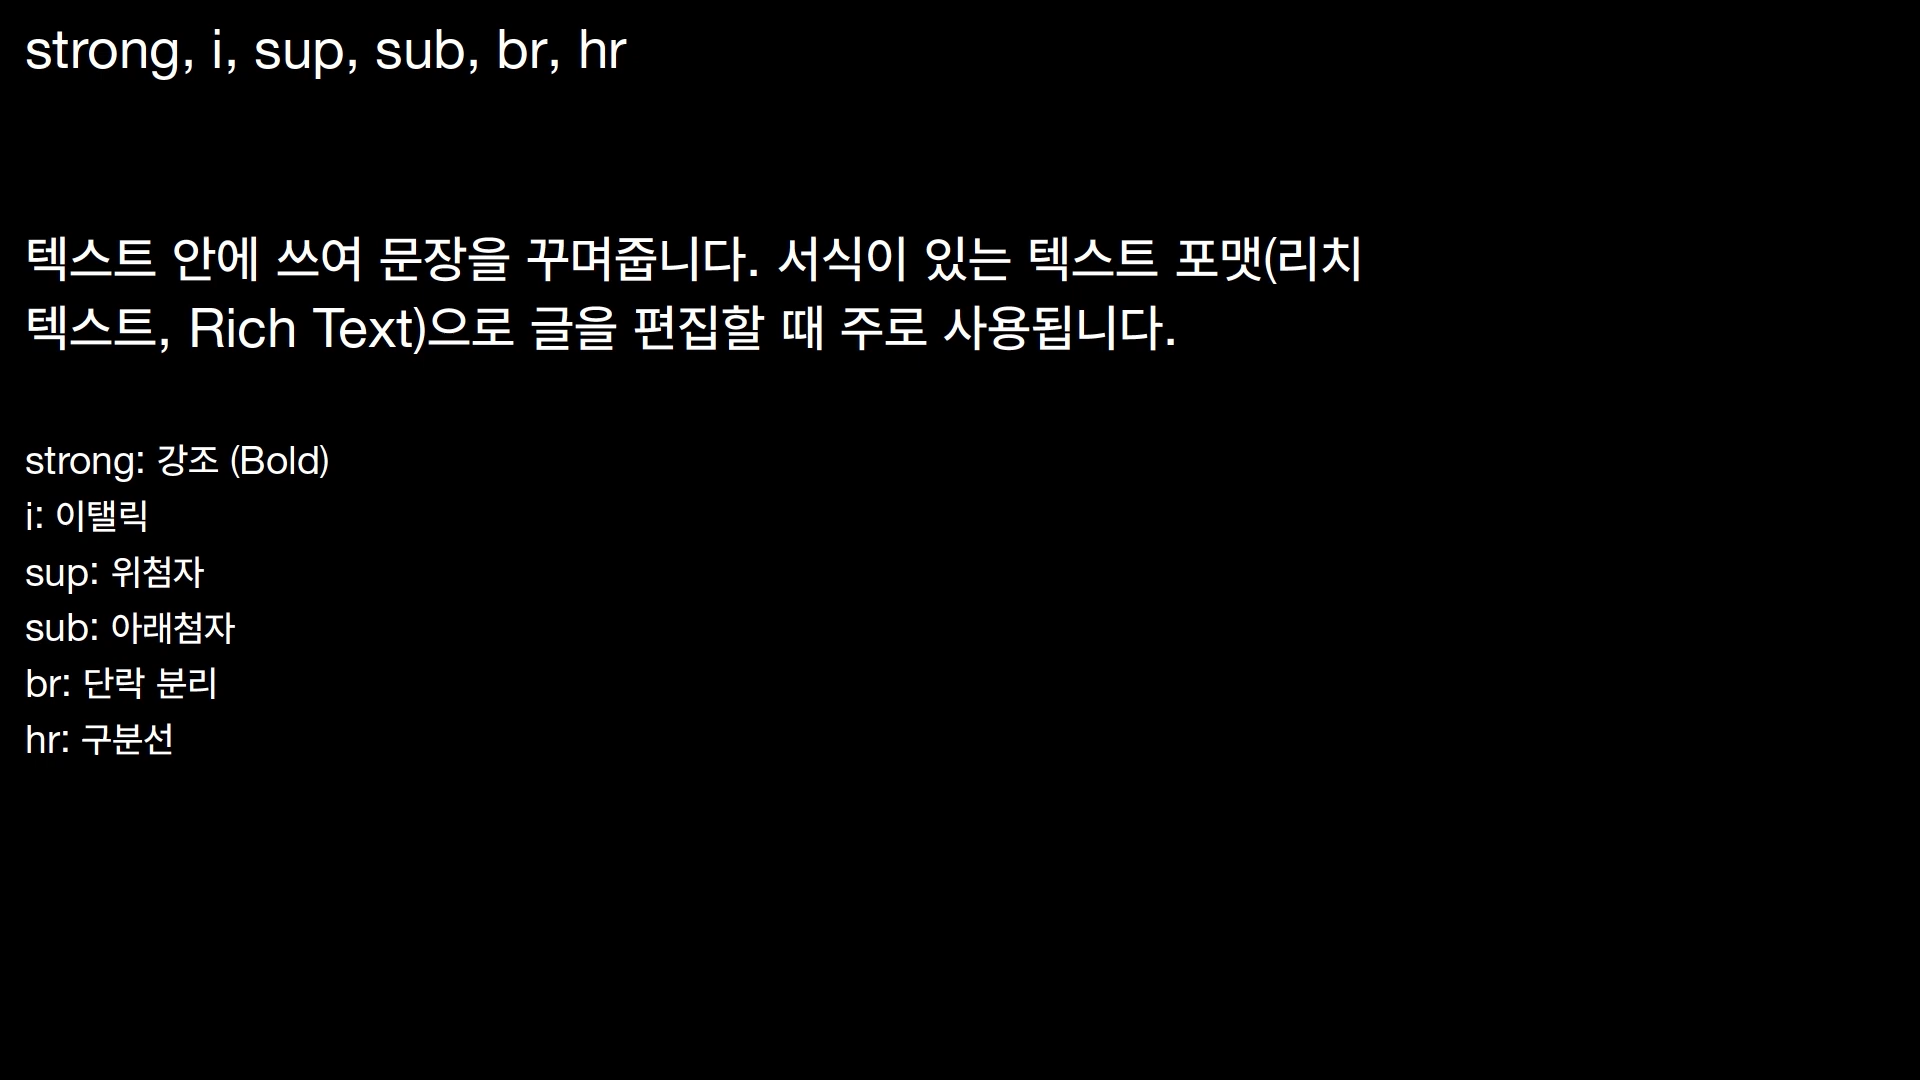 strong, i, sup, sub, br, hr
텍스트 안에 쓰여 문장을 꾸며줍니다. 서식이 있는 텍스트 포맷(리치
텍스트, Rich Text)으로 글을 편집할 때 주로 사용됩니다.
strong: 강조 (Bold)
i: 이탤릭
sup: 위첨자
sub: 아래첨자
br: 단락 분리
hr: 구분선